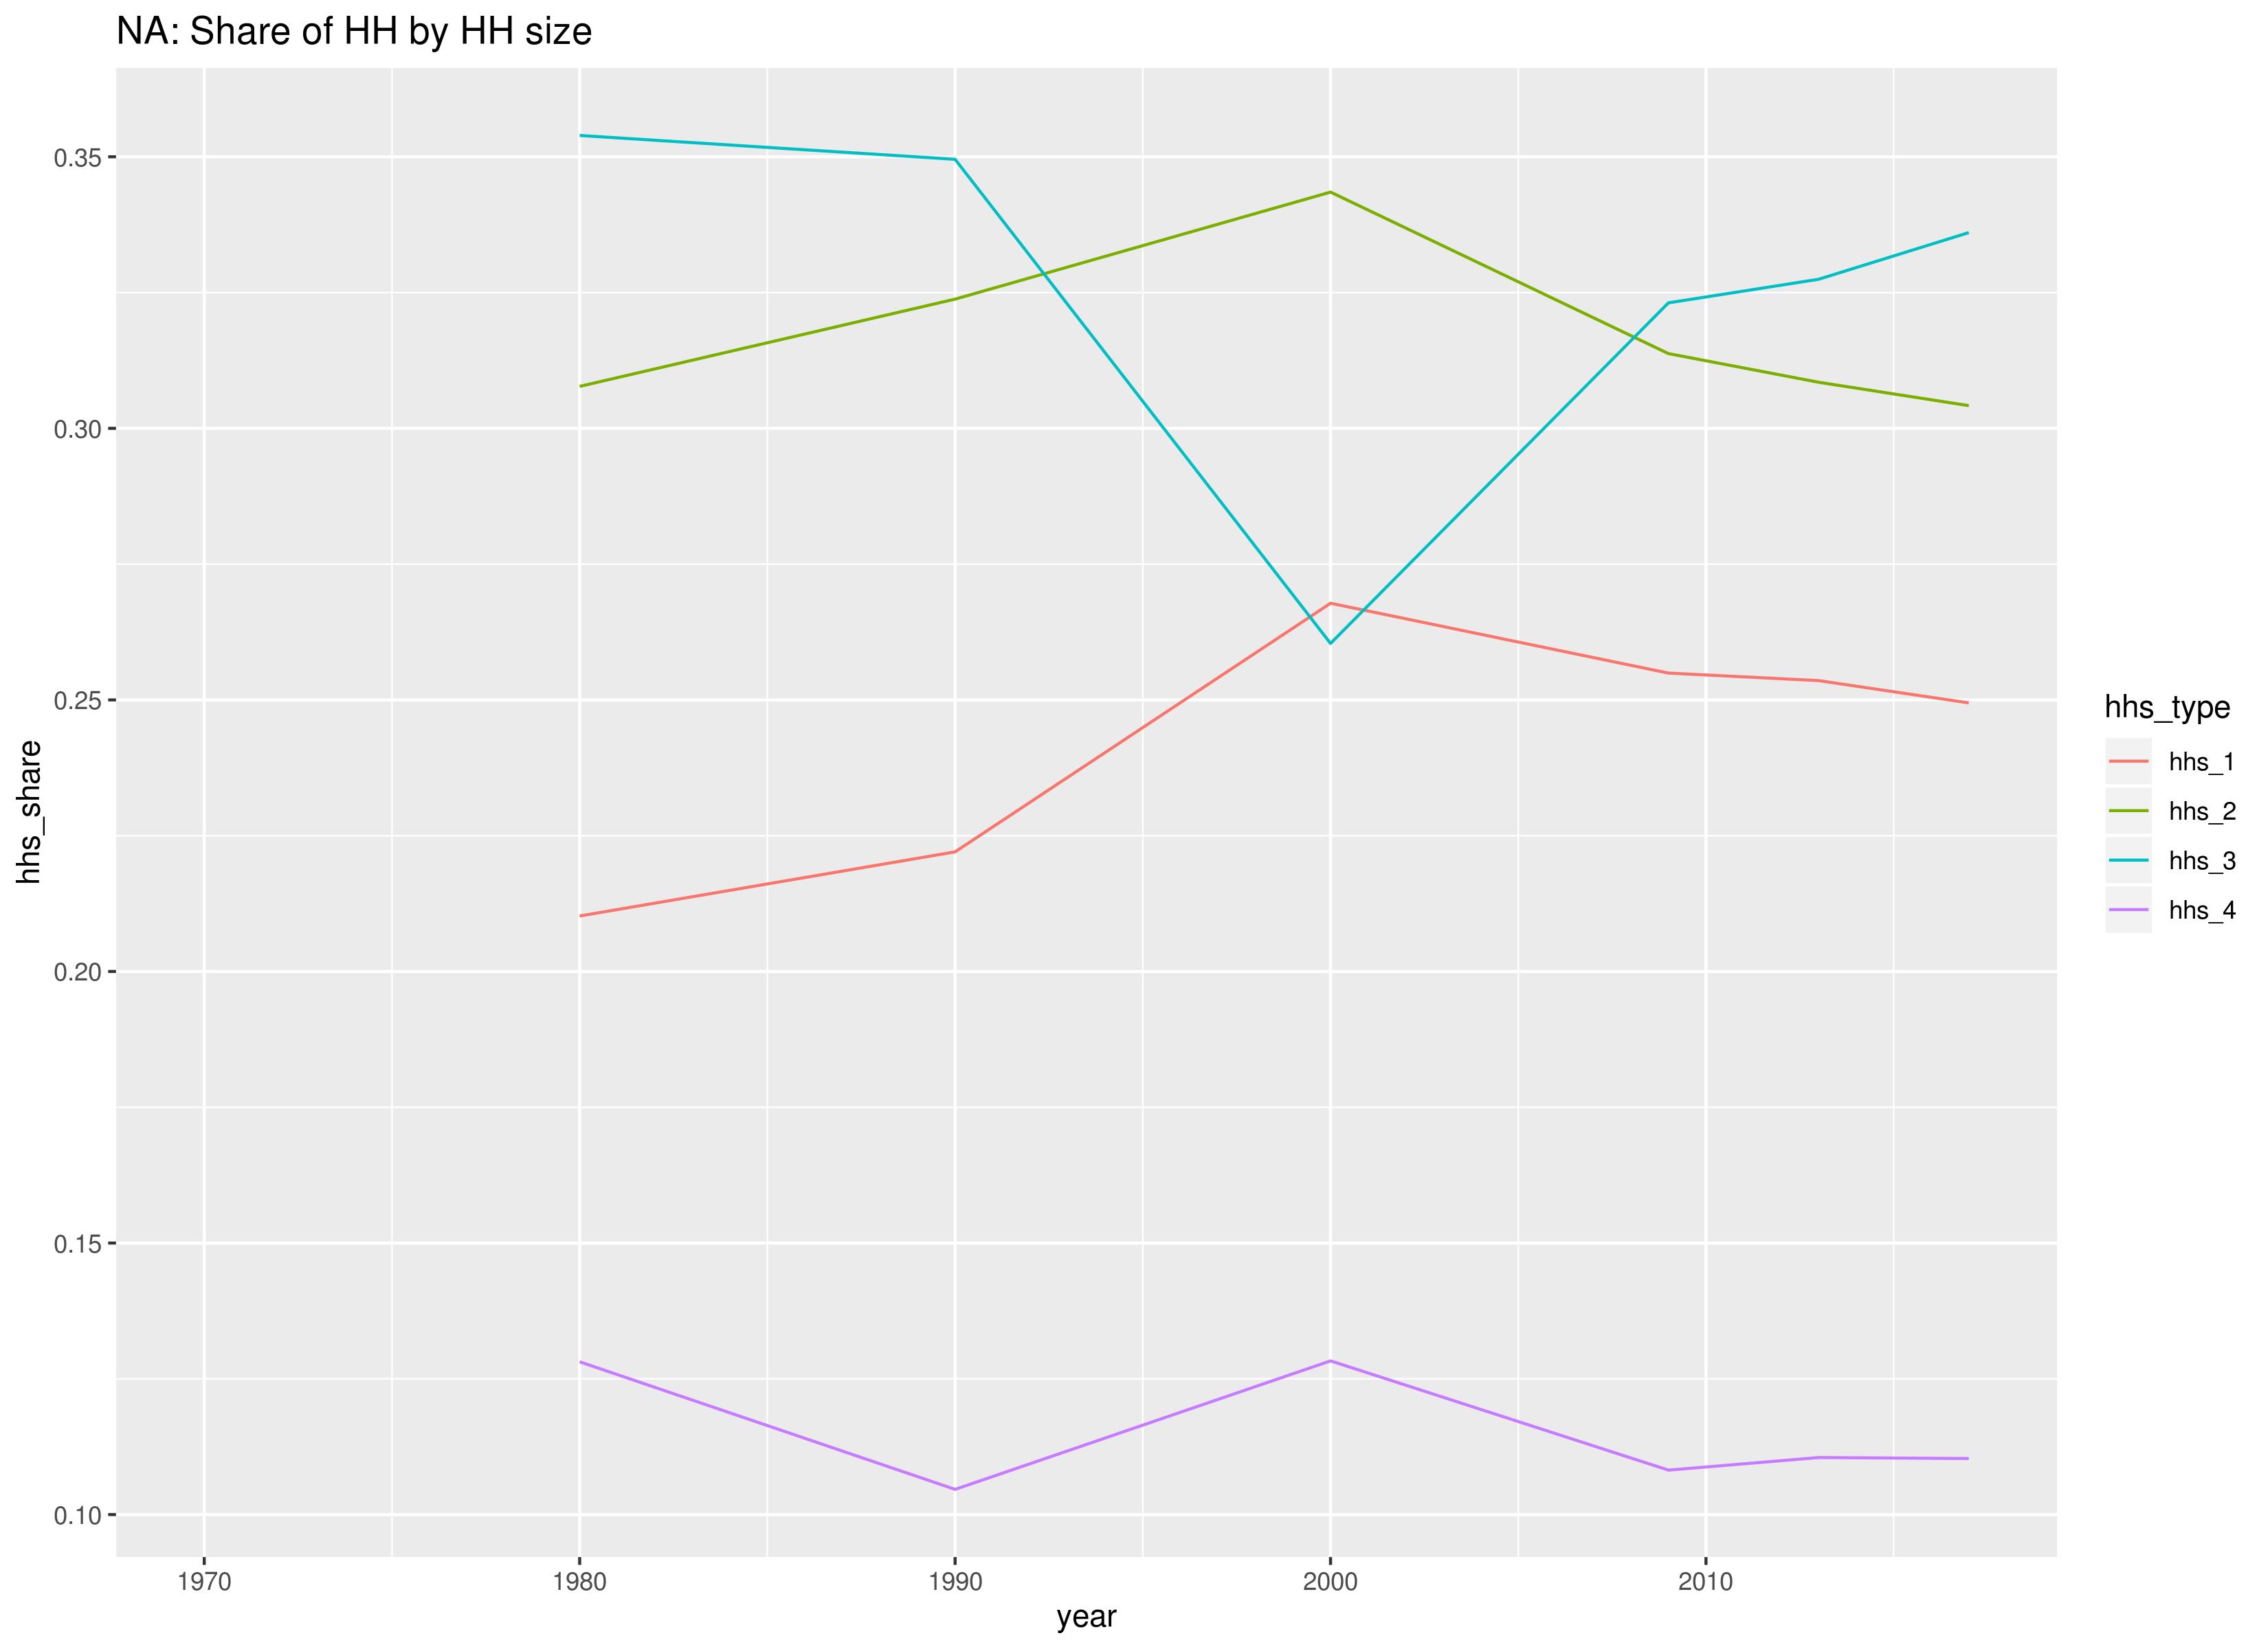 NA: Share of HH by HH size
0.35
0.30
0.25
0.20
0.15
0.10
hhs_share
1970 1980 1990 2000 2010
year
hhs_type
hhs_1
hhs_2
hhs_3
hhs_4